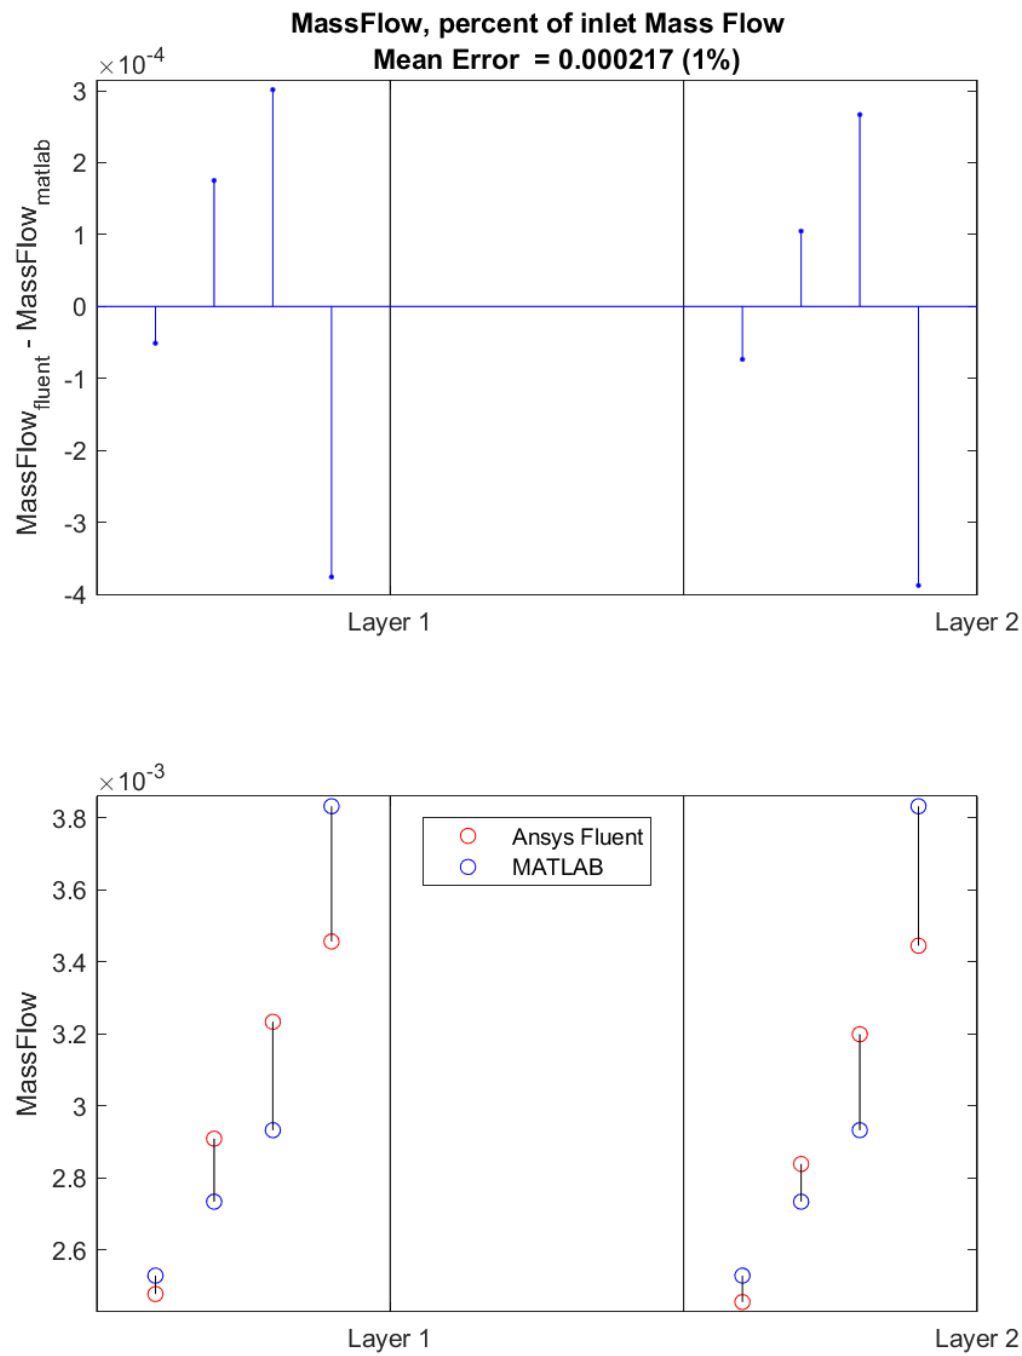 MassFlow, percent of inlet Mass Flow
Mean Error = 0.000217 (1%)
×10-4
3
2
1
0
-1
-2
-3
-4
MassFlowfluent - MassFlowmatlab
Layer 1
Layer 2
×10-3
3.8
3.6
3.4
3.2
3
2.8
2.6
MassFlow
Ansys Fluent
MATLAB
Layer 1
Layer 2